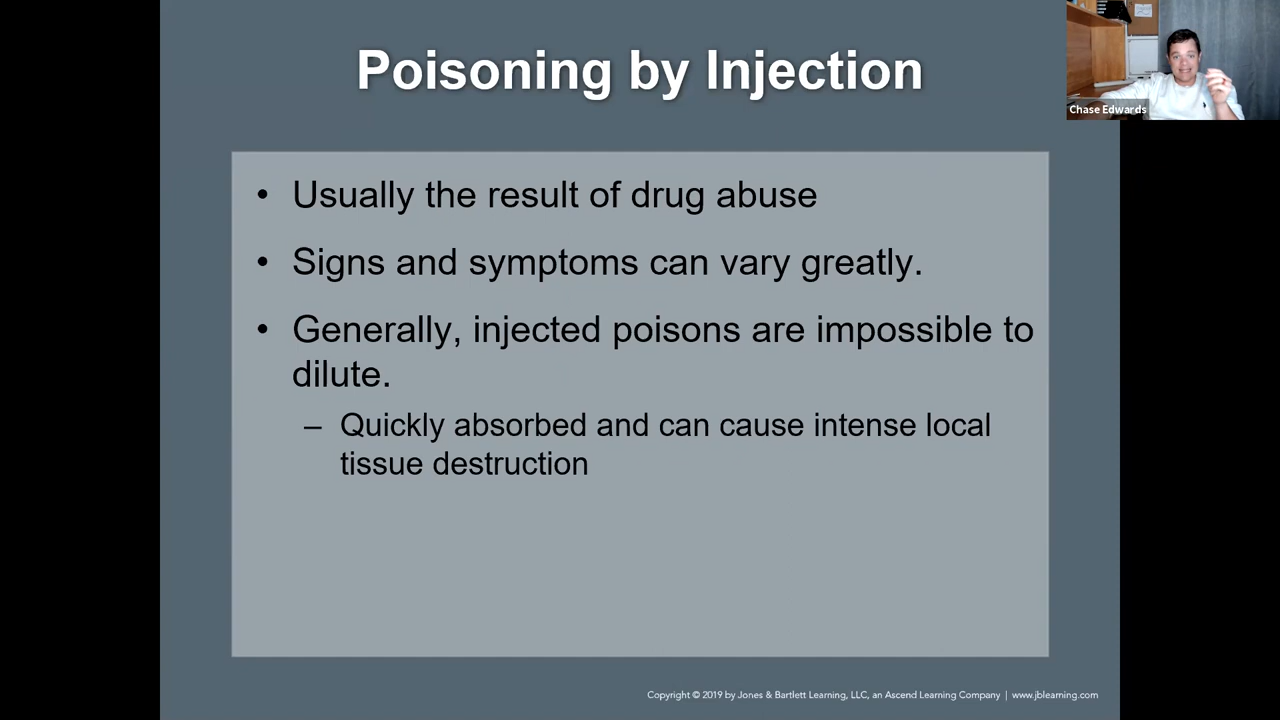 Poisoning by Injection
Chase Edwards
• Usually the result of drug abuse
• Signs and symptoms can vary greatly.
• Generally, injected poisons are impossible to
dilute.
– Quickly absorbed and can cause intense local
tissue destruction
Copyright © 2019 by Jones & Bartlett Learning, LLC, an Ascend Learning Company | www.jblearning.com